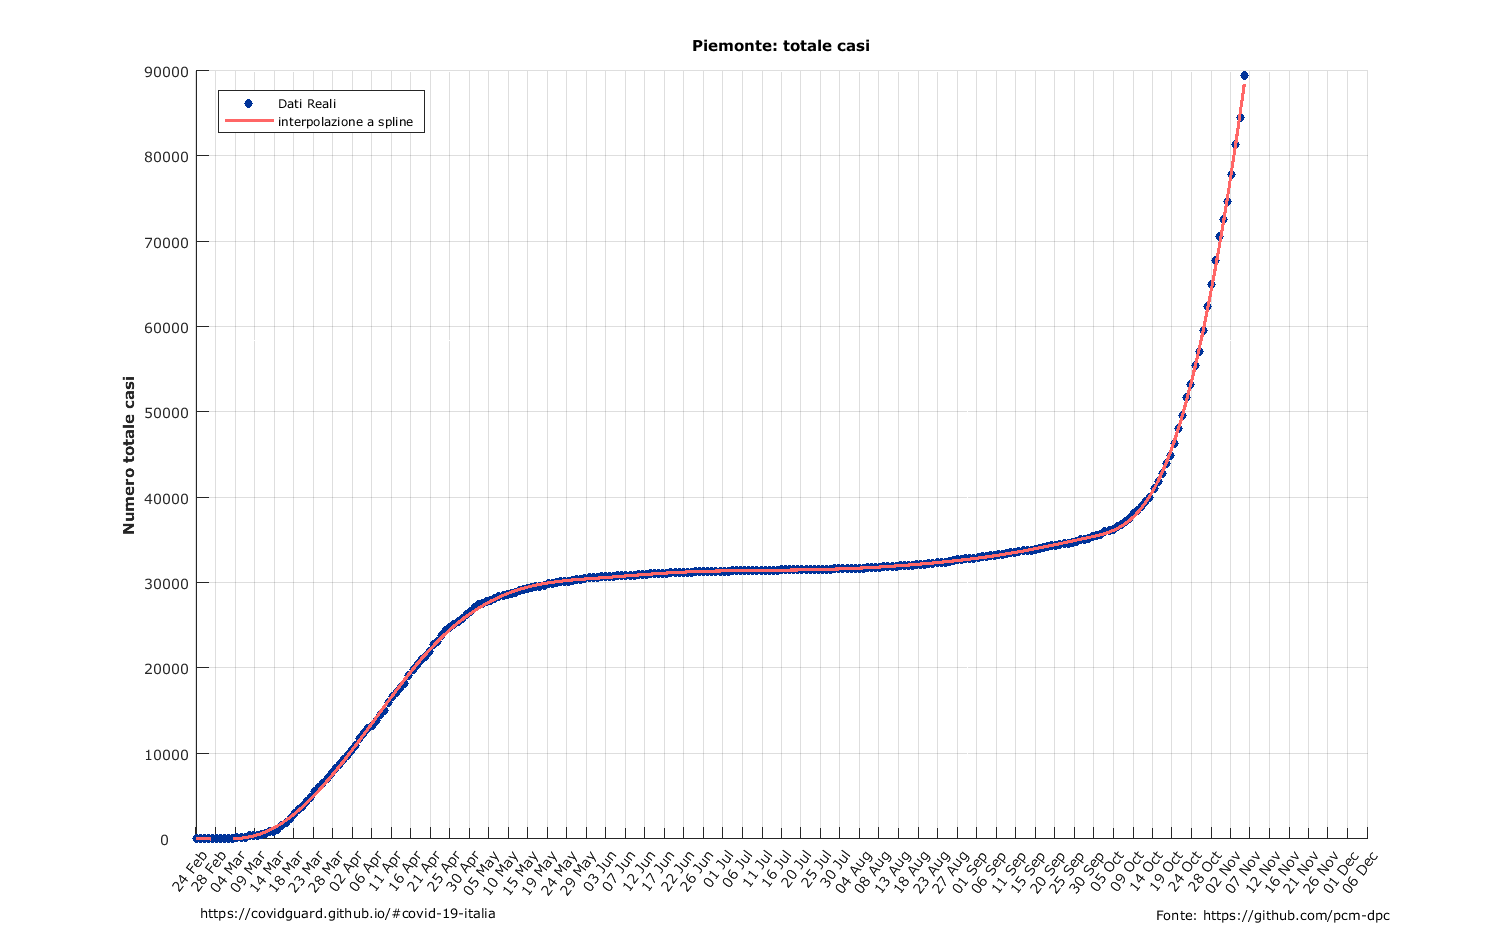 Piemonte: totale casi
90000
80000
70000
60000
50000
40000
30000
20000
10000
0
Numero totale casi
Dati Reali
interpolazione a spline
24 Feb
28 Feb
04 Mar
09 Mar
14 Mar
18 Mar
23 Mar
28 Mar
02 Apr
06 Apr
11 Apr
16 Apr
21 Apr
25 Apr
30 Apr
05 May
10 May
15 May
19 May
24 May
29 May
03 Jun
07 Jun
12 Jun
17 Jun
22 Jun
26 Jun
01 Jul
06 Jul
11 Jul
16 Jul
20 Jul
25 Jul
30 Jul
04 Aug
08 Aug
13 Aug
18 Aug
23 Aug
27 Aug
01 Sep
06 Sep
11 Sep
15 Sep
20 Sep
25 Sep
30 Sep
05 Oct
09 Oct
14 Oct
19 Oct
24 Oct
28 Oct
02 Nov
07 Nov
12 Nov
16 Nov
21 Nov
26 Nov
01 Dec
06 Dec
https://covidguard.github.io/#covid-19-italia
Fonte: https://github.com/pcm-dpc